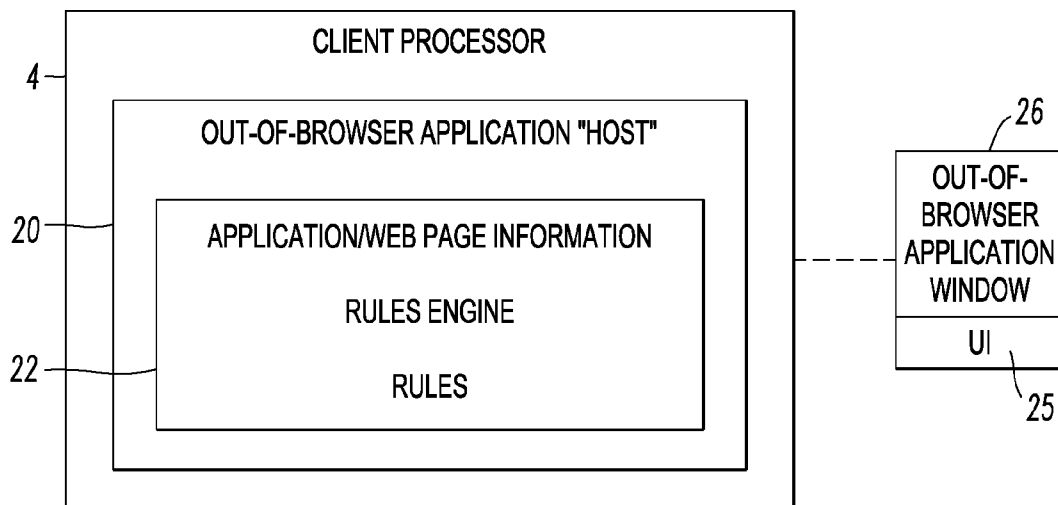 CLIENT PROCESSOR
4
OUT-OF-BROWSER APPLICATION "HOST"
26
OUT-OF-
BROWSER
APPLICATION
WINDOW
20
APPLICATION/WEB PAGE INFORMATION
RULES ENGINE
UI
22
RULES
25